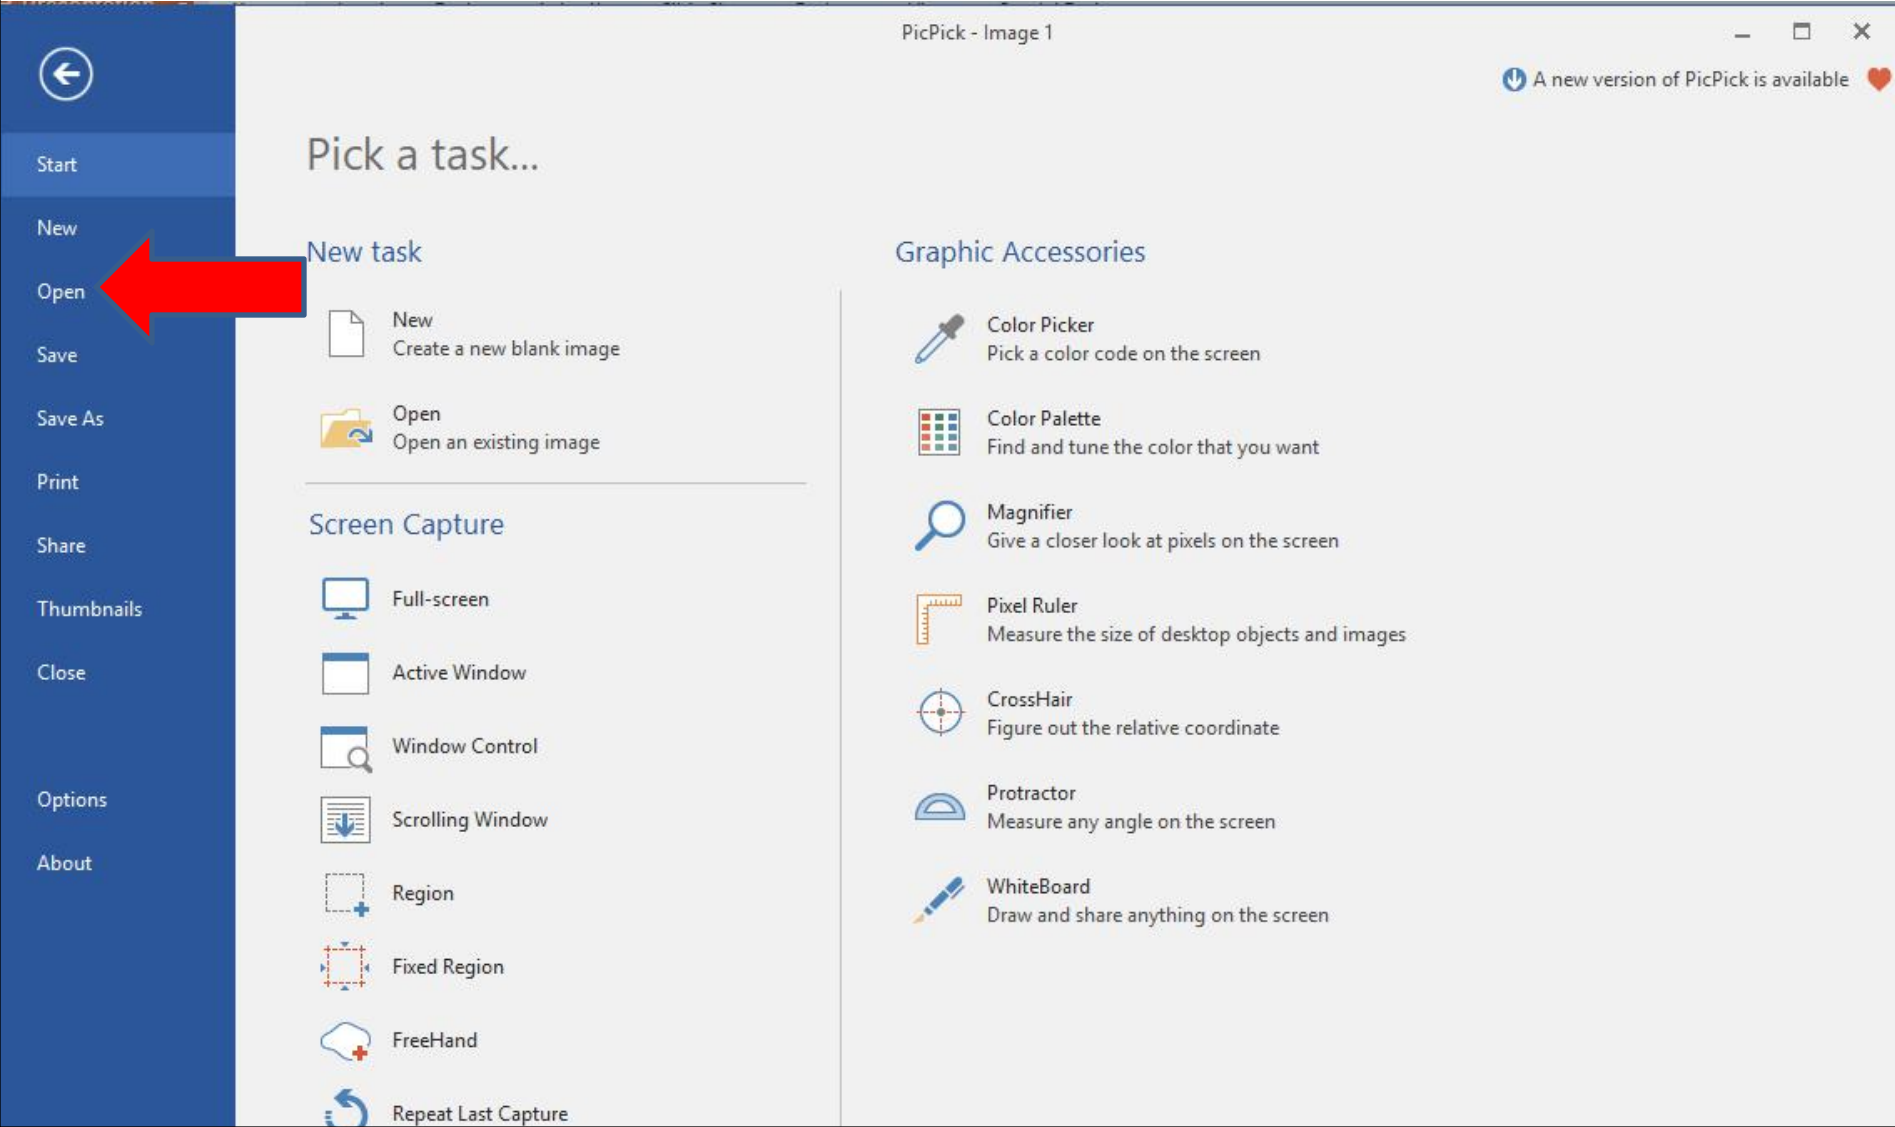 PicPick - Image 1
A new version of PicPick is available
Start
New
Open
Save
Save As
Print
Share
Thumbnails
Close
Options
About
Pick a task...
New task
New
Create a new blank image
Open
Open an existing image
Screen Capture
Full-screen
Active Window
Window Control
Scrolling Window
Region
Fixed Region
FreeHand
Repeat Last Capture
Graphic Accessories
Color Picker
Pick a color code on the screen
Color Palette
Find and tune the color that you want
Magnifier
Give a closer look at pixels on the screen
Pixel Ruler
Measure the size of desktop objects and images
CrossHair
Figure out the relative coordinate
Protractor
Measure any angle on the screen
WhiteBoard
Draw and share anything on the screen